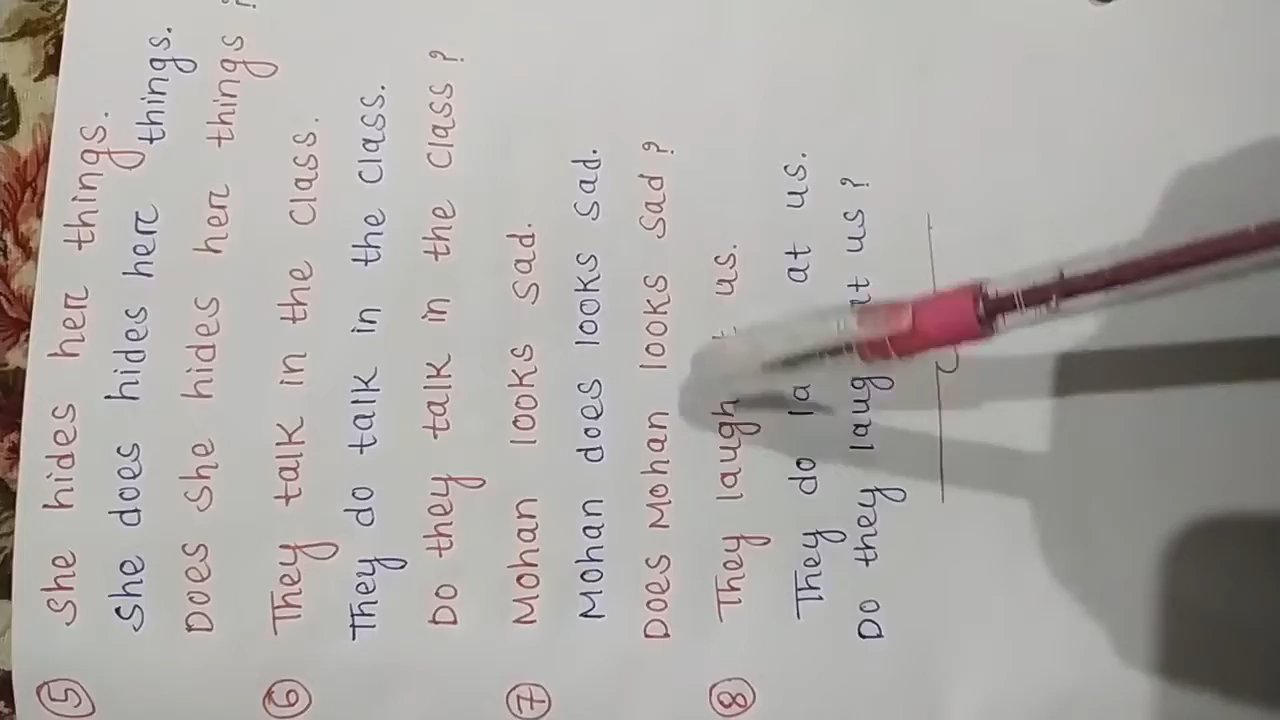 ⑤ She hides her things.
She does hides her things.
Does she hides her things ?
⑥ They talk in the class.
They do talk in the class.
Do they talk in the class ?
⑦ Mohan looks sad.
Mohan does looks sad.
Does Mohan looks sad ?
⑧ They laugh us.
They do at us.
Do they us ?